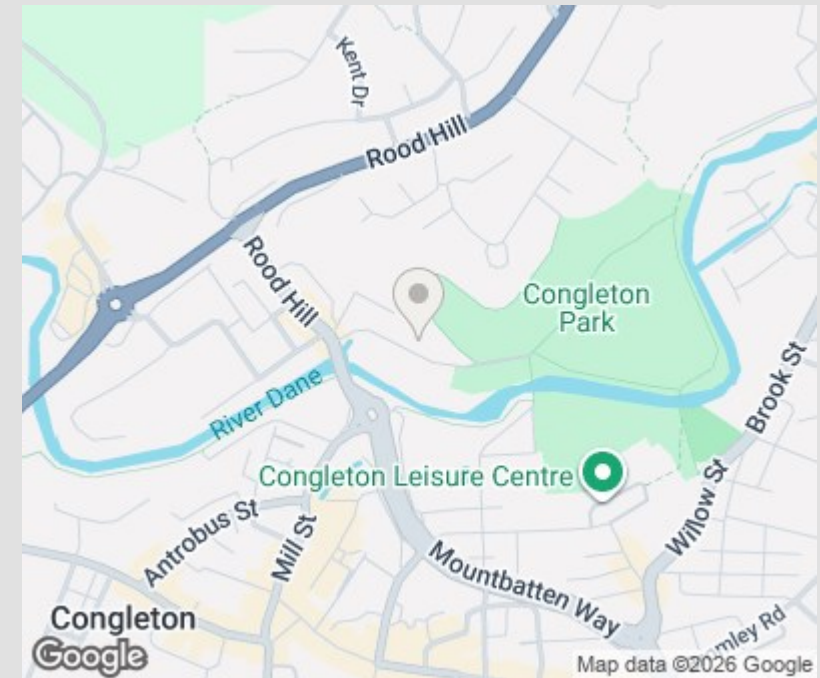 Kent Dr
Rood Hill
Rood Hill
Congleton
Park
River Dane
Brook St
Congleton Leisure Centre
Willow St
Antrobus St
Mill St
Mountbatten Way
Congleton
Google
Map data ©2026 Google